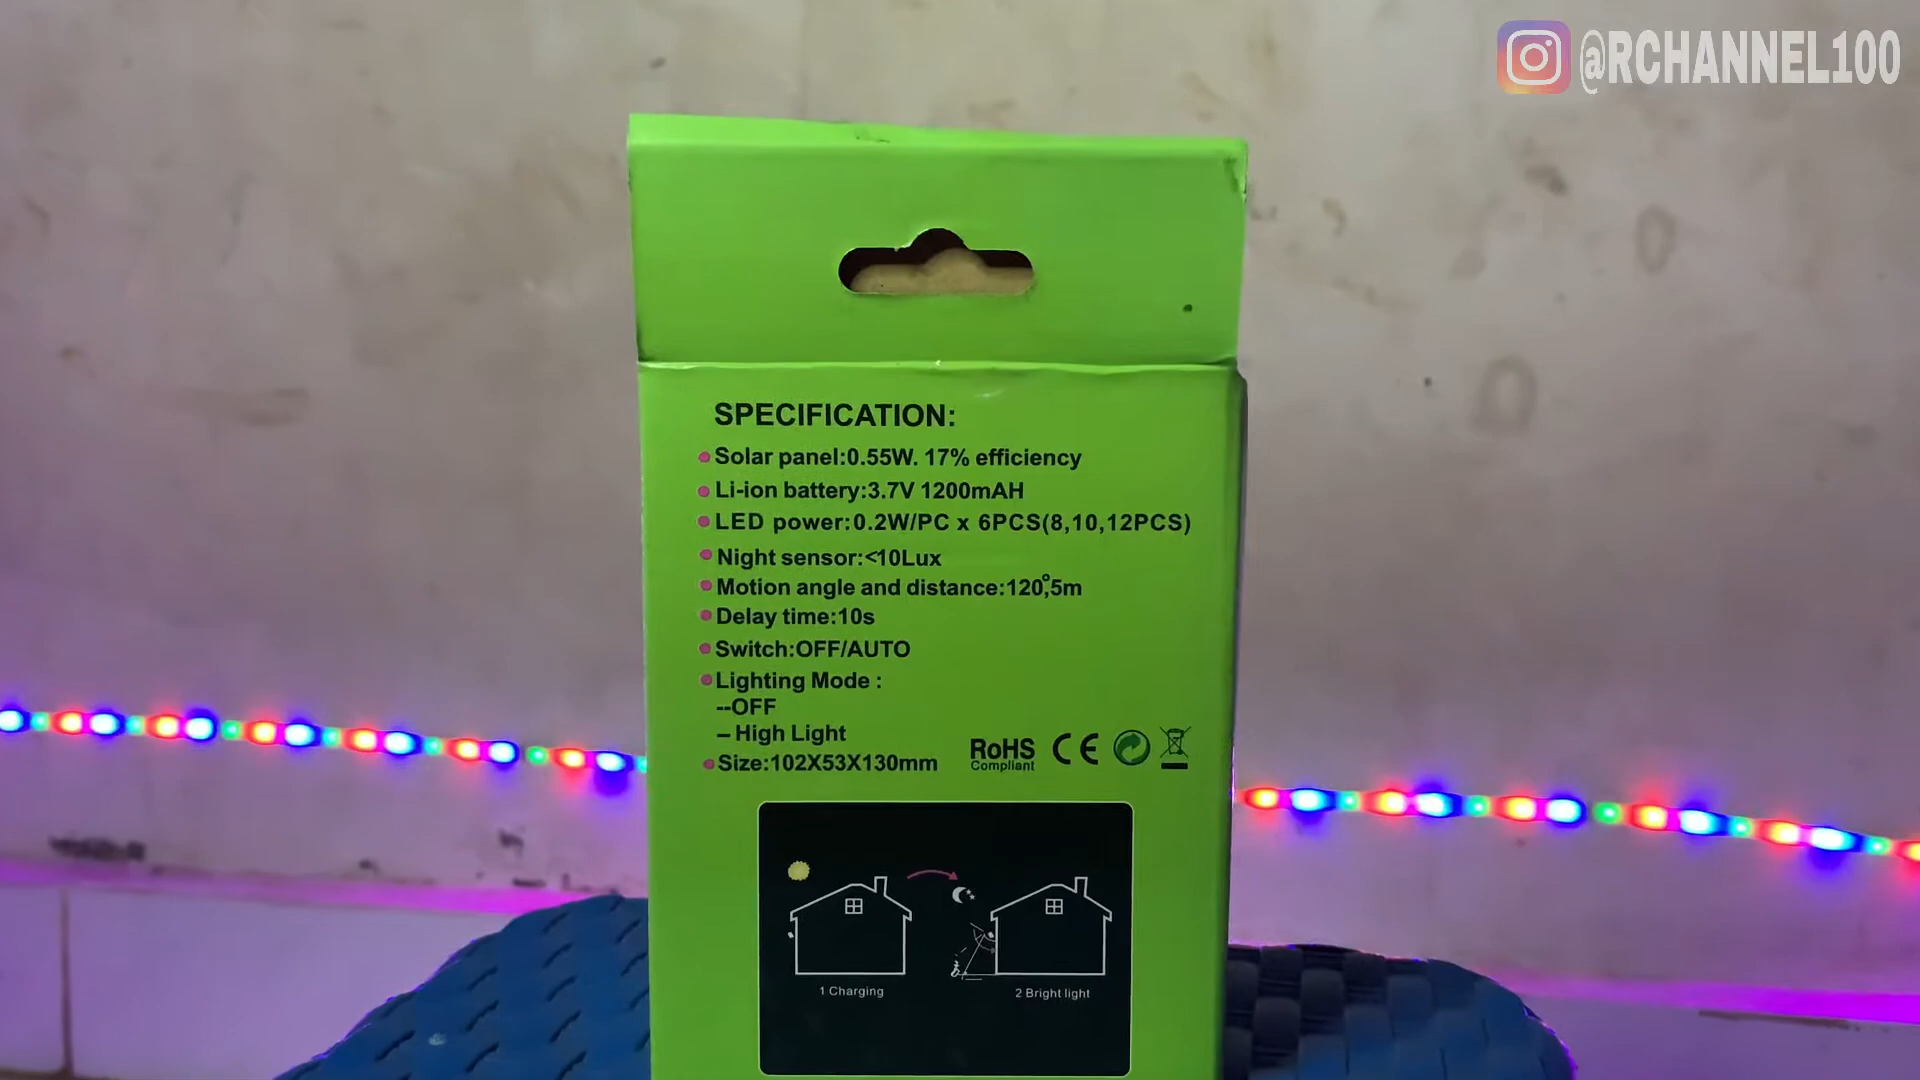 @RCHANNEL100
SPECIFICATION:
Solar panel:0.55W. 17% efficiency
Li-ion battery:3.7V 1200mAH
LED power:0.2W/PC x 6PCS(8,10,12PCS)
Night sensor:<10Lux
Motion angle and distance:120°,5m
Delay time:10s
Switch:OFF/AUTO
Lighting Mode :
--OFF
– High Light
Size:102X53X130mm
RoHS
Compliant
CE
1 Charging
2 Bright light